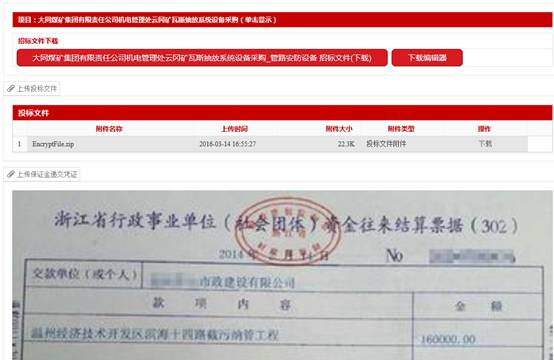 项目：大同煤矿集团有限责任公司机电管理处云冈矿瓦斯抽放系统设备采购（单击显示）
招标文件下载
大同煤矿集团有限责任公司机电管理处云冈矿瓦斯抽放系统设备采购_管路安防设备 招标文件(下载)
下载编辑器
上传投标文件
投标文件
附件名称 上传时间 附件大小 附件类型 操作
1 EncryptFile.zip 2016-03-14 16:55:27 22.3K 投标文件附件 下载
上传保证金递交凭证
浙江省行政事业单位（社会团体）资金往来结算票据（302）
2014年 No
交款单位（或个人） 市政建设有限公司
款项内容 金额
温州经济技术开发区滨海十四路截污纳管工程 160000.00